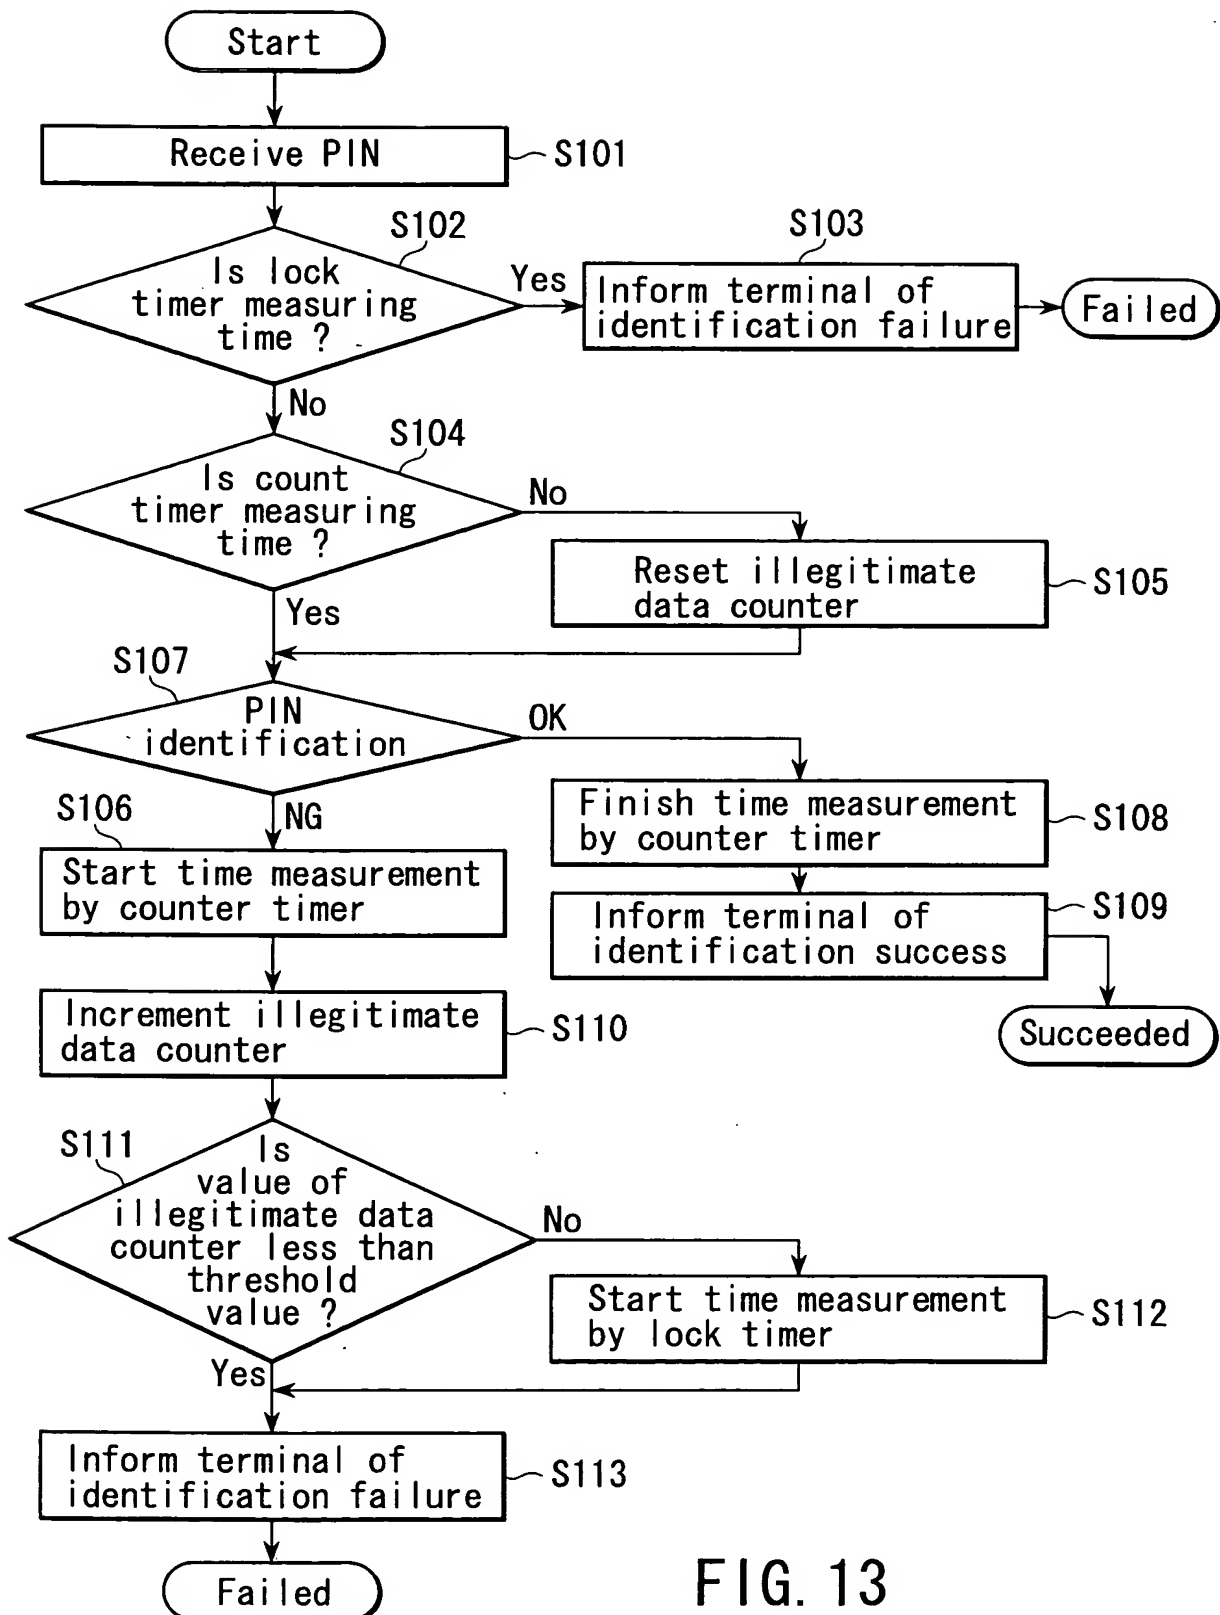 Start
Receive PIN
S101
S102
Is lock
timer measuring
time ?
Yes
S103
Inform terminal of
identification failure
Failed
No
S104
Is count
timer measuring
time ?
No
Reset illegitimate
data counter
S105
Yes
S107
PIN
identification
OK
Finish time measurement
by counter timer
S108
NG
S106
Start time measurement
by counter timer
Inform terminal of
identification success
S109
Succeeded
Increment illegitimate
data counter
S110
S111
Is
value of
illegitimate data
counter less than
threshold
value ?
No
Start time measurement
by lock timer
S112
Yes
Inform terminal of
identification failure
S113
Failed
FIG. 13